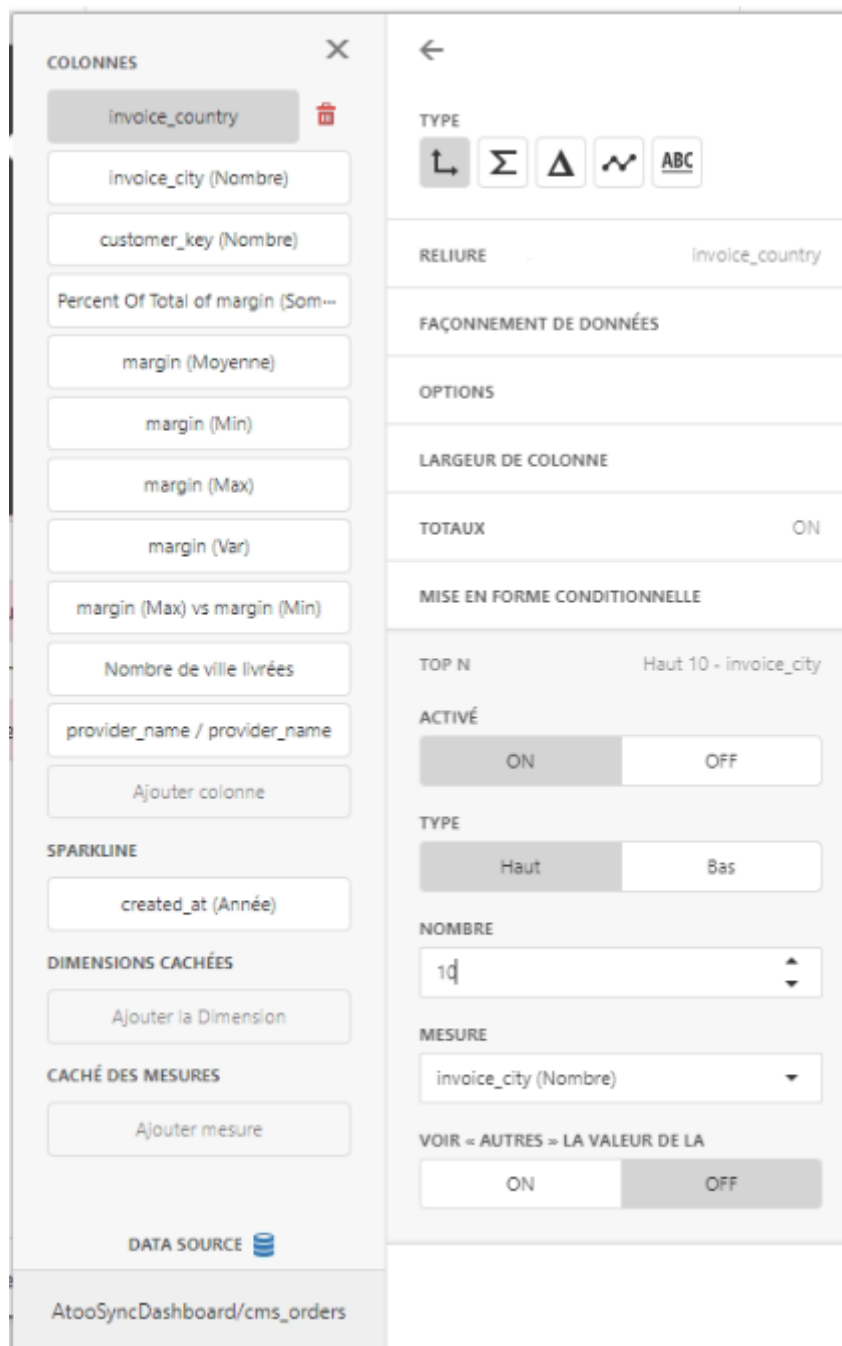 COLONNES
invoice_country
invoice_city (Nombre)
customer_key (Nombre)
Percent Of Total of margin (Som...
margin (Moyenne)
margin (Min)
margin (Max)
margin (Var)
margin (Max) vs margin (Min)
Nombre de ville livrées
provider_name / provider_name
Ajouter colonne
SPARKLINE
created_at (Année)
DIMENSIONS CACHÉES
Ajouter la Dimension
CACHÉ DES MESURES
Ajouter mesure
DATA SOURCE
AtooSyncDashboard/cms_orders
TYPE
ABC
RELIURE invoice_country
FAÇONNEMENT DE DONNÉES
OPTIONS
LARGEUR DE COLONNE
TOTAUX ON
MISE EN FORME CONDITIONNELLE
TOP N Haut 10 - invoice_city
ACTIVÉ
ON OFF
TYPE
Haut Bas
NOMBRE
10
MESURE
invoice_city (Nombre)
VOIR « AUTRES » LA VALEUR DE LA
ON OFF